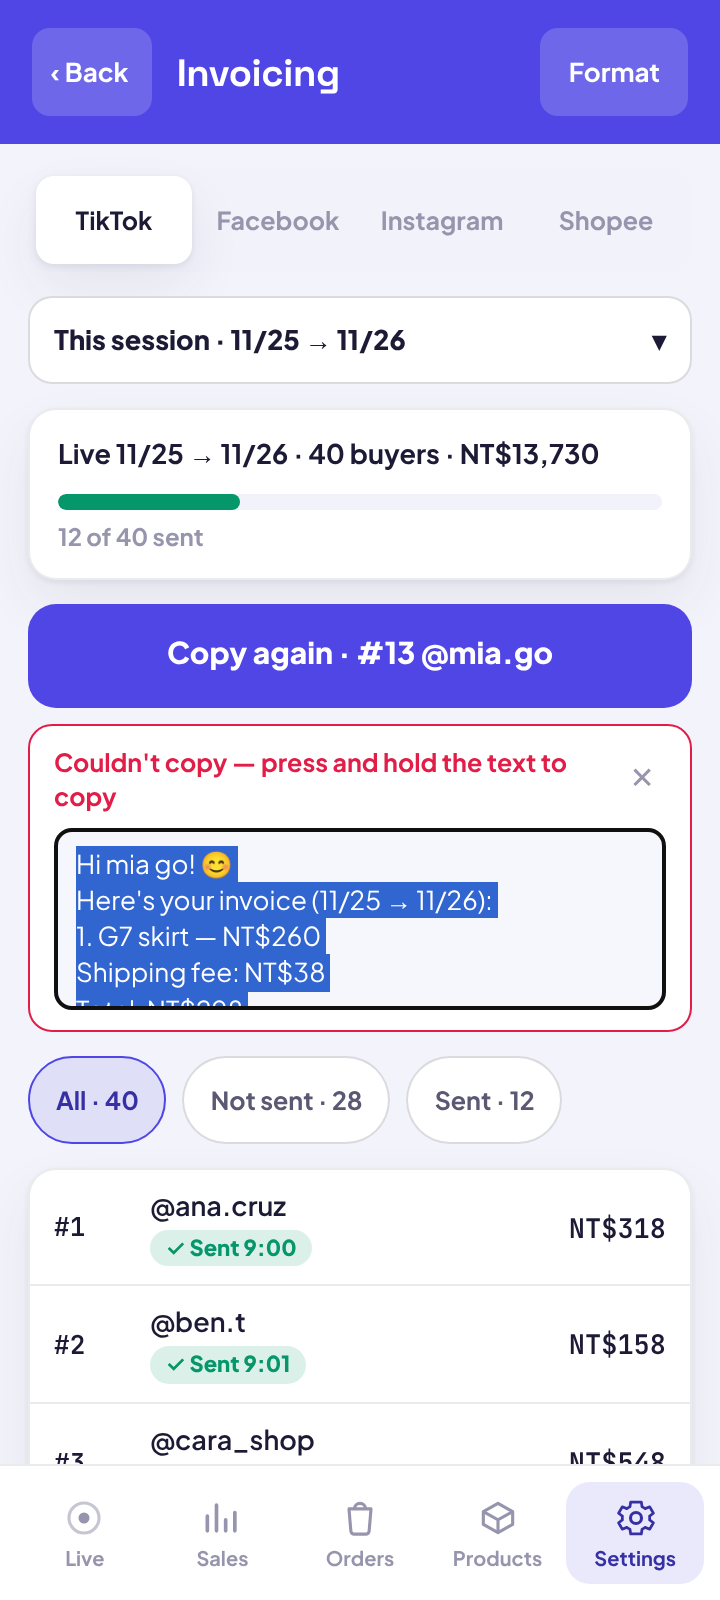 ‹ Back
Invoicing
Format
TikTok
Facebook
Instagram
Shopee
This session · 11/25 → 11/26 ▼
Live 11/25 → 11/26 · 40 buyers · NT$13,730
12 of 40 sent
Copy again · #13 @mia.go
Couldn't copy — press and hold the text to
copy
✕
Hi mia go! 😊
Here's your invoice (11/25 → 11/26):
1. G7 skirt — NT$260
Shipping fee: NT$38
All · 40
Not sent · 28
Sent · 12
#1
@ana.cruz
✓ Sent 9:00
NT$318
#2
@ben.t
✓ Sent 9:01
NT$158
#3
@cara_shop
NT$548
Live
Sales
Orders
Products
Settings